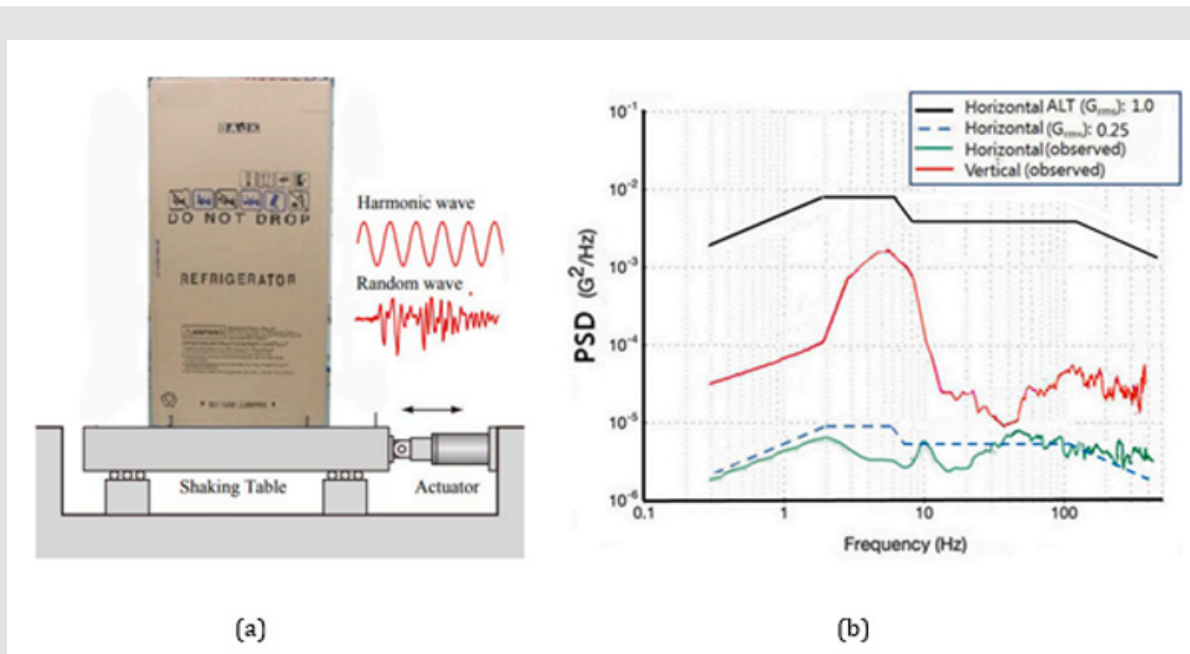 DO NOT DROP
REFRIGERATOR
Harmonic wave
Random wave
Shaking Table
Actuator
(a)
Horizontal ALT (Grms): 1.0
Horizontal (Grms): 0.25
Horizontal (observed)
Vertical (observed)
10⁻¹
10⁻²
10⁻³
10⁻⁴
10⁻⁵
10⁻⁶
PSD (G²/Hz)
0.1
1
10
100
Frequency (Hz)
(b)